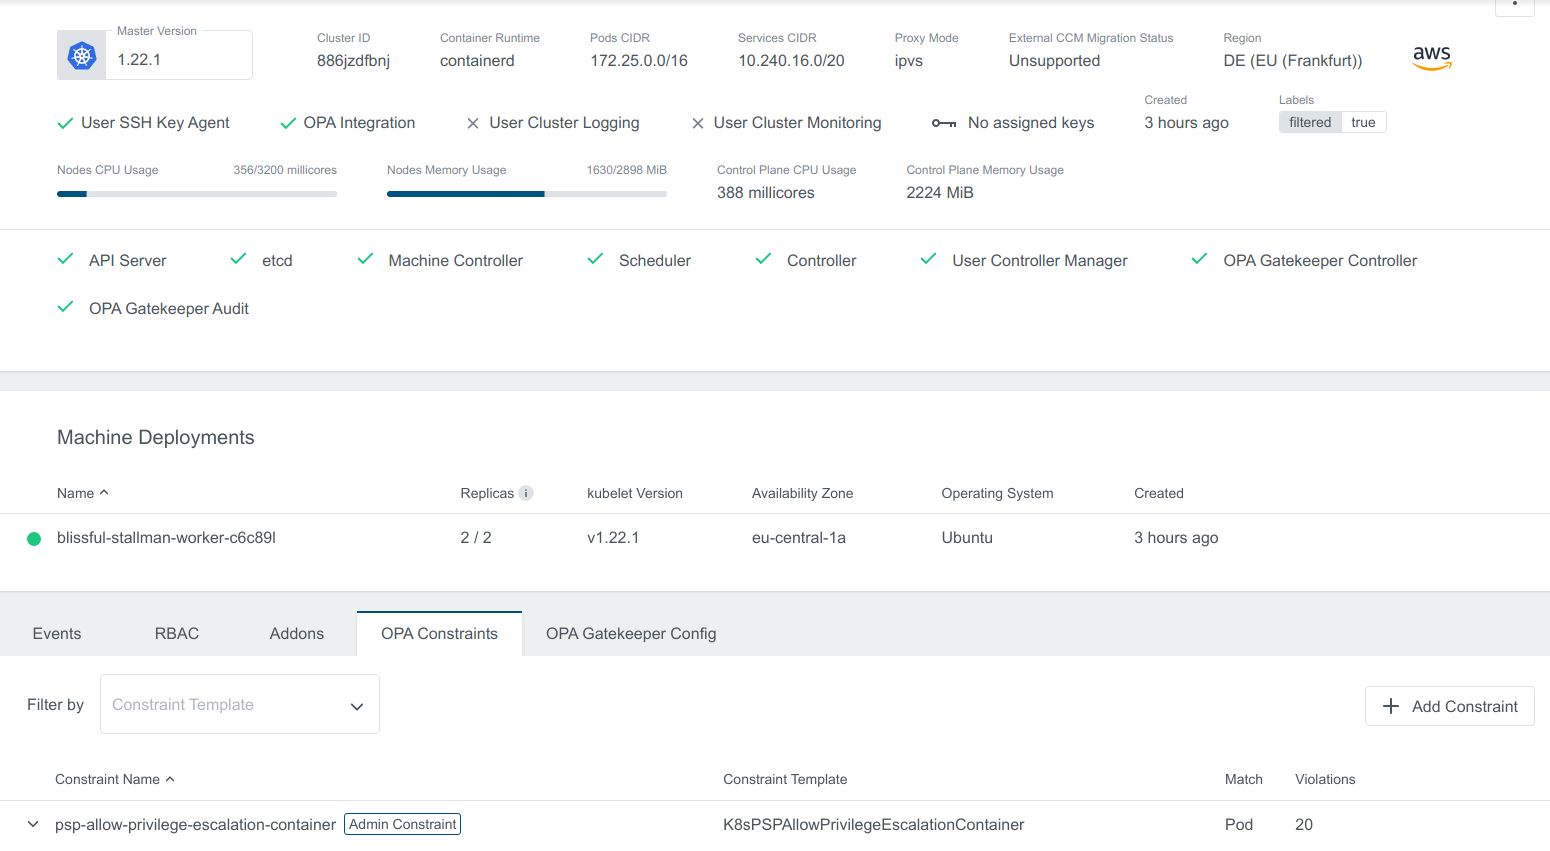 Master Version
1.22.1
Cluster ID
886jzdfbnj
Container Runtime
containerd
Pods CIDR
172.25.0.0/16
Services CIDR
10.240.16.0/20
Proxy Mode
ipvs
External CCM Migration Status
Unsupported
Region
DE (EU (Frankfurt))
aws
User SSH Key Agent
OPA Integration
User Cluster Logging
User Cluster Monitoring
No assigned keys
Created
3 hours ago
Labels
filtered true
Nodes CPU Usage 356/3200 millicores
Nodes Memory Usage 1630/2898 MiB
Control Plane CPU Usage
388 millicores
Control Plane Memory Usage
2224 MiB
API Server
etcd
Machine Controller
Scheduler
Controller
User Controller Manager
OPA Gatekeeper Controller
OPA Gatekeeper Audit
Machine Deployments
Name Replicas i kubelet Version Availability Zone Operating System Created
blissful-stallman-worker-c6c89l 2 / 2 v1.22.1 eu-central-1a Ubuntu 3 hours ago
Events RBAC Addons OPA Constraints OPA Gatekeeper Config
Filter by Constraint Template
Add Constraint
Constraint Name Constraint Template Match Violations
psp-allow-privilege-escalation-container Admin Constraint K8sPSPAllowPrivilegeEscalationContainer Pod 20